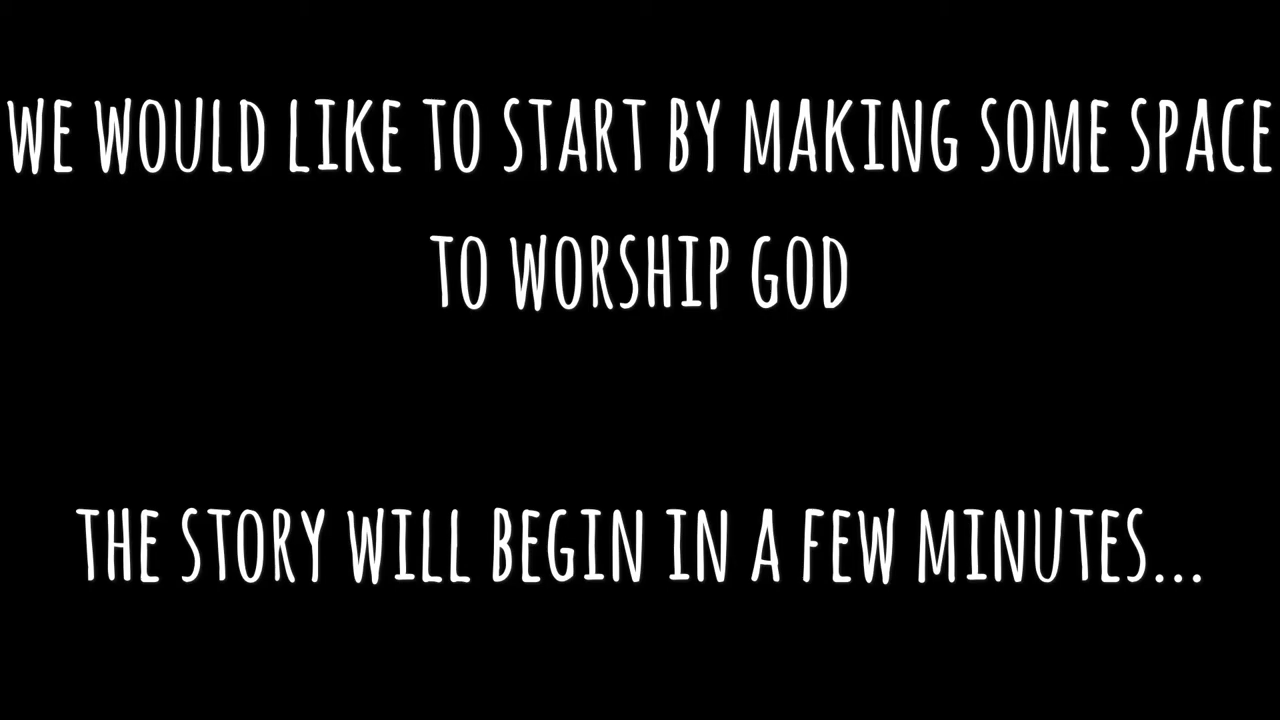 WE WOULD LIKE TO START BY MAKING SOME SPACE
TO WORSHIP GOD
THE STORY WILL BEGIN IN A FEW MINUTES...